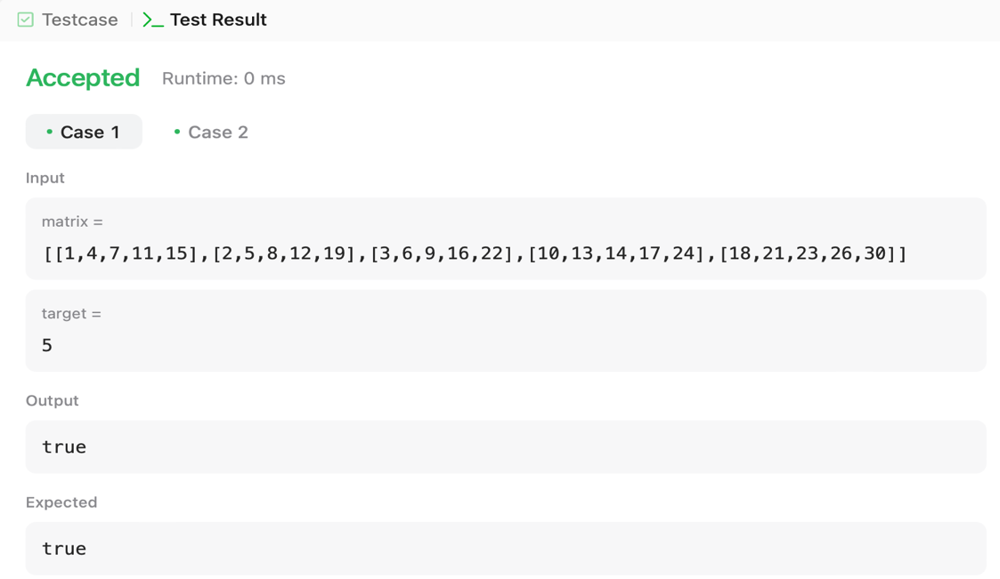 Testcase
>_ Test Result
Accepted Runtime: 0 ms
• Case 1 • Case 2
Input
matrix =
[[1,4,7,11,15],[2,5,8,12,19],[3,6,9,16,22],[10,13,14,17,24],[18,21,23,26,30]]
target =
5
Output
true
Expected
true